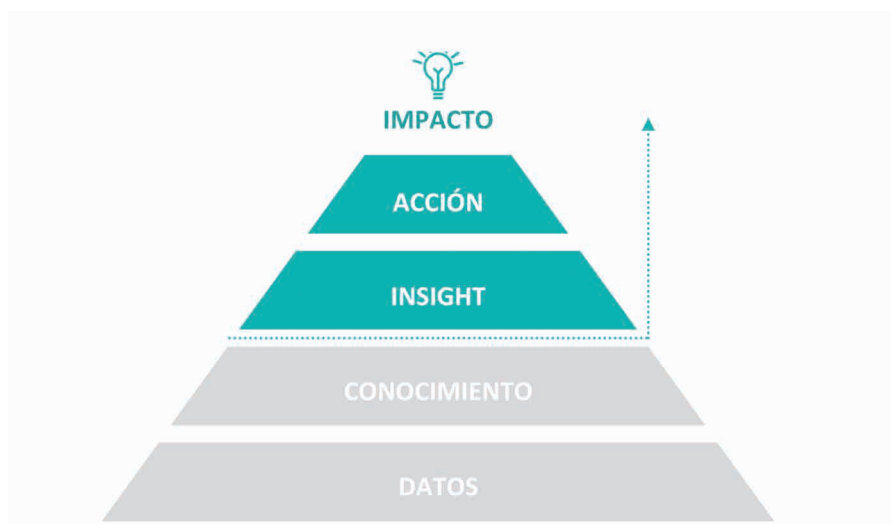 IMPACTO
ACCIÓN
INSIGHT
CONOCIMIENTO
DATOS